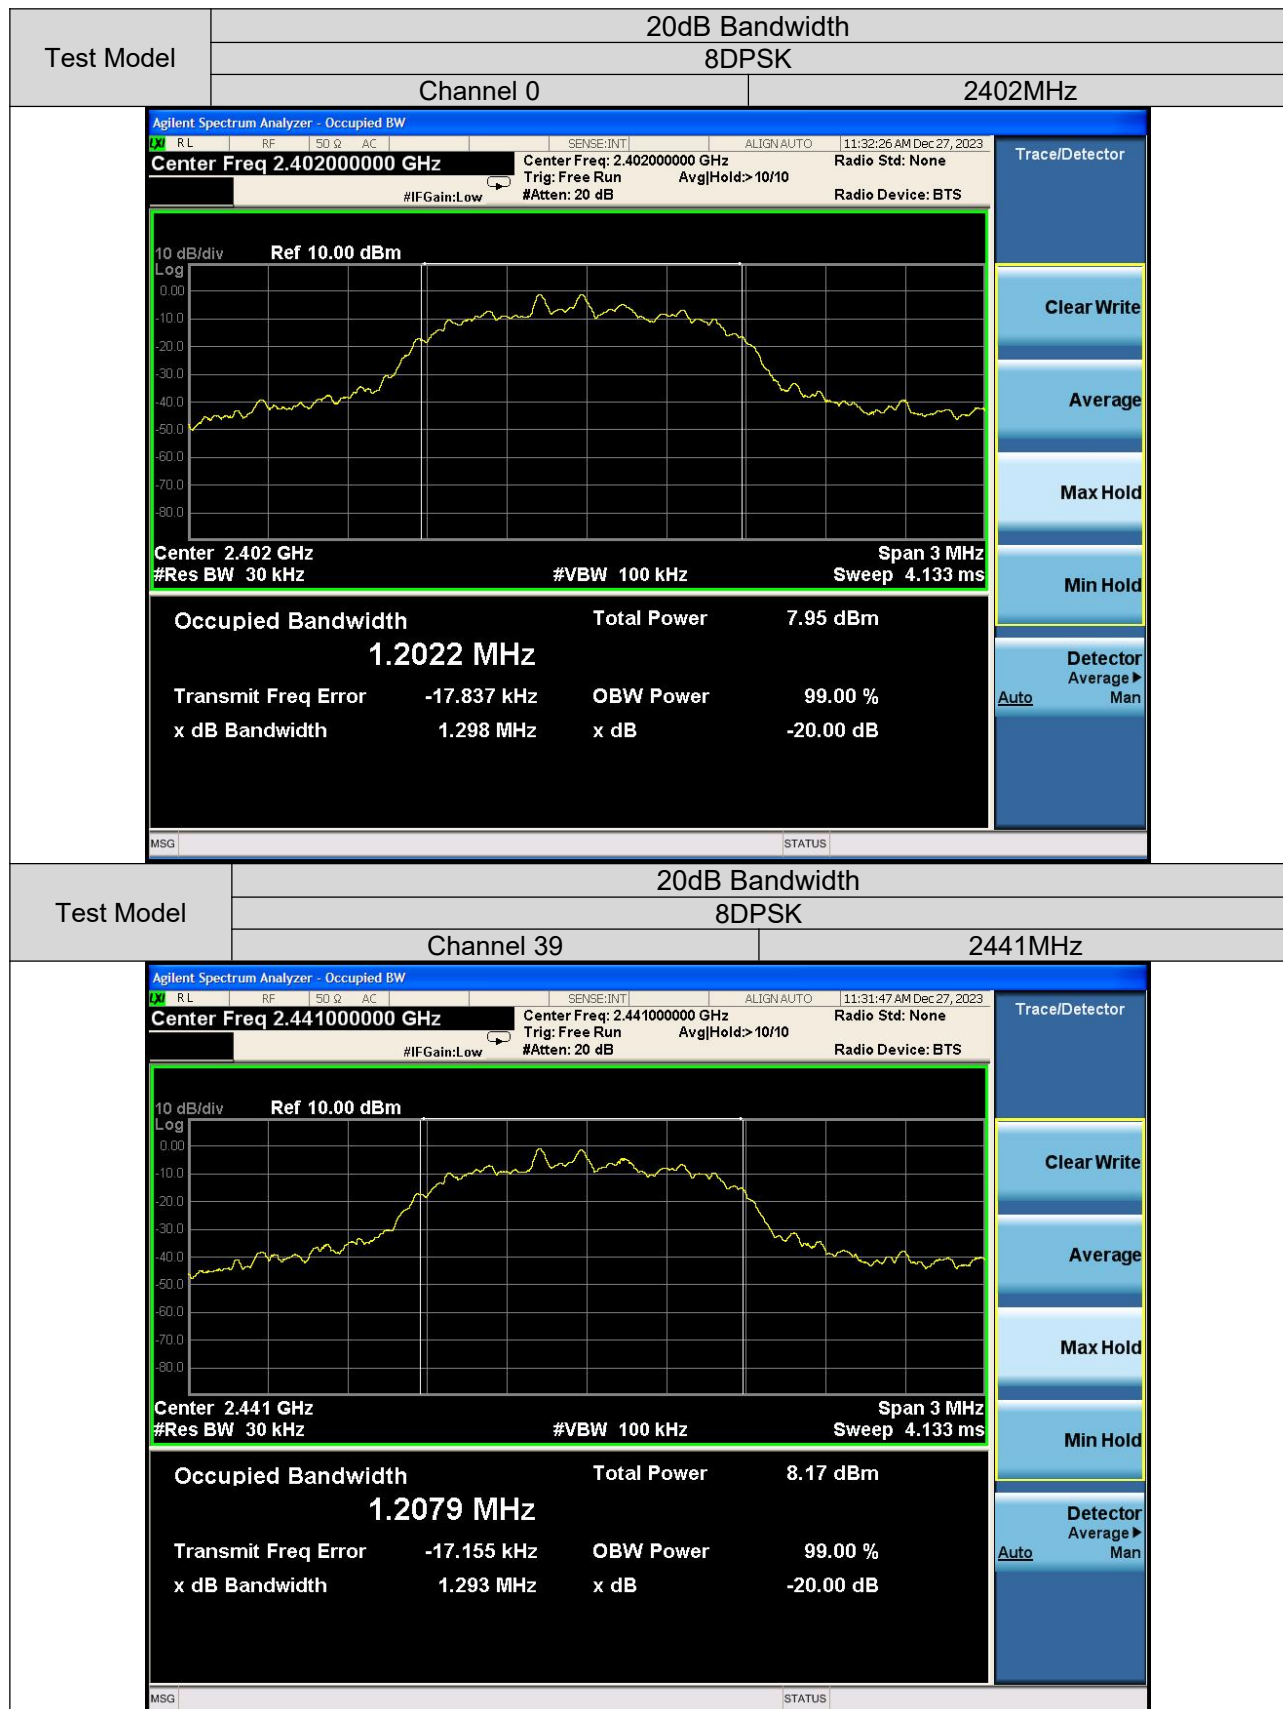 Test Model
20dB Bandwidth
8DPSK
Channel 0 2402MHz
Agilent Spectrum Analyzer - Occupied BW
LXI RL RF 50 Ω AC SENSE:INT ALIGN AUTO 11:32:26 AM Dec 27, 2023
Center Freq 2.402000000 GHz
Center Freq: 2.402000000 GHz Radio Std: None
Trig: Free Run Avg|Hold:>10/10
#IFGain:Low #Atten: 20 dB Radio Device: BTS
10 dB/div Ref 10.00 dBm
Log
0.00
-10.0
-20.0
-30.0
-40.0
-50.0
-60.0
-70.0
-80.0
Center 2.402 GHz Span 3 MHz
#Res BW 30 kHz #VBW 100 kHz Sweep 4.133 ms
Occupied Bandwidth Total Power 7.95 dBm
1.2022 MHz
Transmit Freq Error -17.837 kHz OBW Power 99.00 %
x dB Bandwidth 1.298 MHz x dB -20.00 dB
MSG STATUS
Trace/Detector
Clear Write
Average
Max Hold
Min Hold
Detector
Average
Auto Man
Test Model
20dB Bandwidth
8DPSK
Channel 39 2441MHz
Agilent Spectrum Analyzer - Occupied BW
LXI RL RF 50 Ω AC SENSE:INT ALIGN AUTO 11:31:47 AM Dec 27, 2023
Center Freq 2.441000000 GHz
Center Freq: 2.441000000 GHz Radio Std: None
Trig: Free Run Avg|Hold:>10/10
#IFGain:Low #Atten: 20 dB Radio Device: BTS
10 dB/div Ref 10.00 dBm
Log
0.00
-10.0
-20.0
-30.0
-40.0
-50.0
-60.0
-70.0
-80.0
Center 2.441 GHz Span 3 MHz
#Res BW 30 kHz #VBW 100 kHz Sweep 4.133 ms
Occupied Bandwidth Total Power 8.17 dBm
1.2079 MHz
Transmit Freq Error -17.155 kHz OBW Power 99.00 %
x dB Bandwidth 1.293 MHz x dB -20.00 dB
MSG STATUS
Trace/Detector
Clear Write
Average
Max Hold
Min Hold
Detector
Average
Auto Man